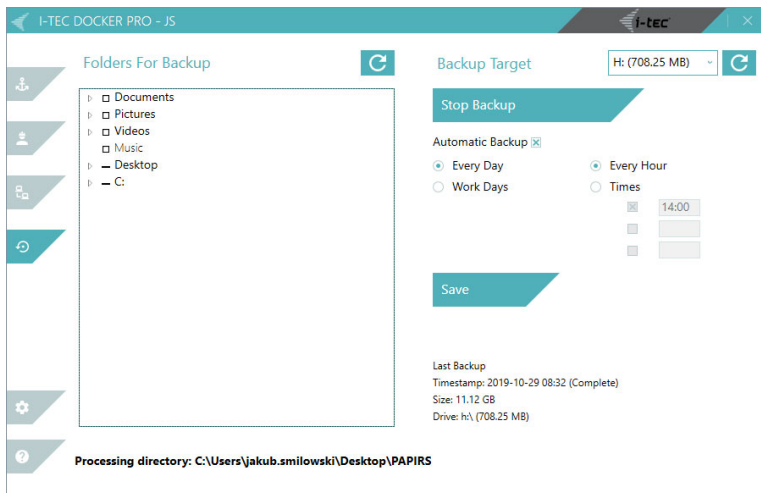 I-TEC DOCKER PRO - JS
i-tec
Folders For Backup
Documents
Pictures
Videos
Music
Desktop
C:
Backup Target
H: (708.25 MB)
Stop Backup
Automatic Backup
Every Day
Every Hour
Work Days
Times
14:00
Save
Last Backup
Timestamp: 2019-10-29 08:32 (Complete)
Size: 11.12 GB
Drive: h:\ (708.25 MB)
Processing directory: C:\Users\jakub.smilowski\Desktop\PAPIRS